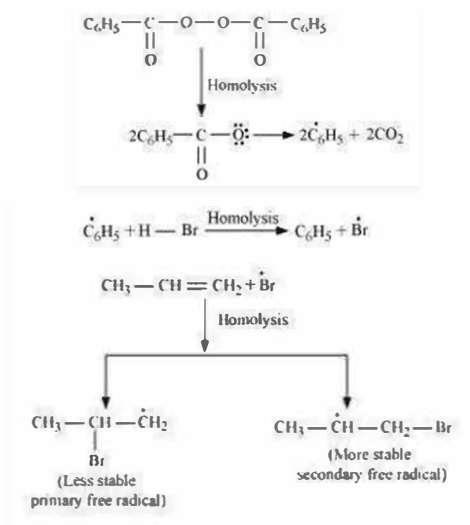 C₆H₅—C—O—O—C—C₆H₅
O O
Homolysis
2C₆H₅—C—Ö: → 2Ċ₆H₅ + 2CO₂
O
Ċ₆H₅ + H — Br Homolysis → C₆H₅ + Ḃr
CH₃ — CH = CH₂ + Ḃr
Homolysis
CH₃ — CH — ĊH₂
Br
(Less stable
primary free radical)
CH₃ — ĊH — CH₂ — Br
(More stable
secondary free radical)